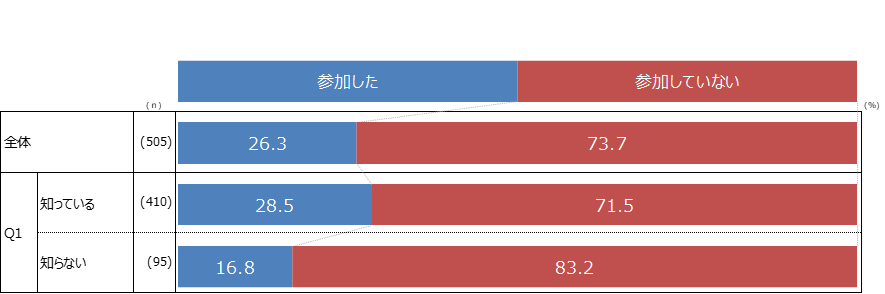 参加した 参加していない
(n) (%)
全体 (505) 26.3 73.7
Q1 知っている (410) 28.5 71.5
知らない (95) 16.8 83.2